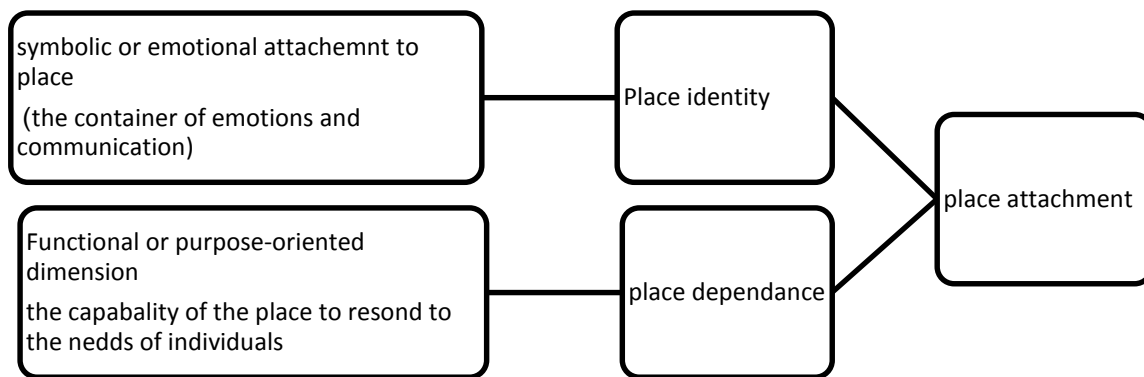 symbolic or emotional attachemnt to
place
(the container of emotions and
communication)
Place identity
Functional or purpose-oriented
dimension
the capabality of the place to resond to
the nedds of individuals
place dependance
place attachment